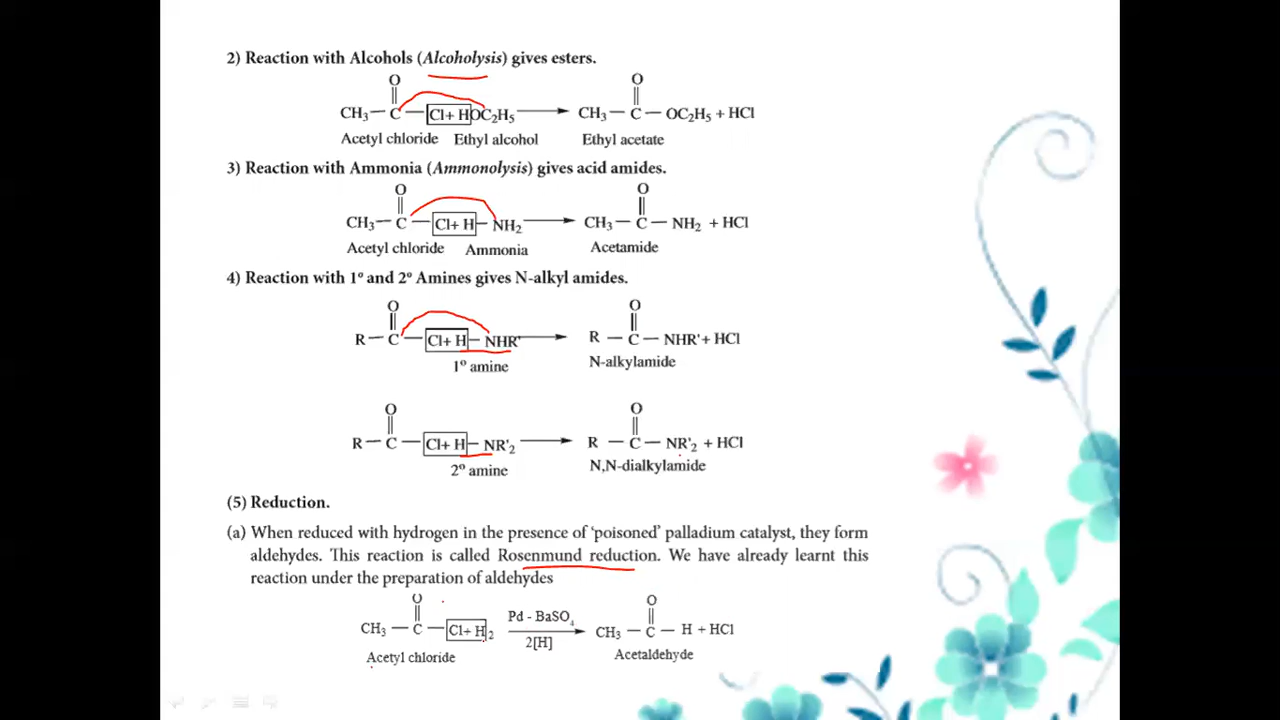 2) Reaction with Alcohols (Alcoholysis) gives esters.
O O
CH₃ — C — Cl + HOC₂H₅ ⟶ CH₃ — C — OC₂H₅ + HCl
Acetyl chloride Ethyl alcohol Ethyl acetate
3) Reaction with Ammonia (Ammonolysis) gives acid amides.
O O
CH₃ — C — Cl + H — NH₂ ⟶ CH₃ — C — NH₂ + HCl
Acetyl chloride Ammonia Acetamide
4) Reaction with 1º and 2º Amines gives N-alkyl amides.
O O
R — C — Cl + H — NHR' ⟶ R — C — NHR' + HCl
1º amine N-alkylamide
O O
R — C — Cl + H — NR'₂ ⟶ R — C — NR'₂ + HCl
2º amine N,N-dialkylamide
(5) Reduction.
(a) When reduced with hydrogen in the presence of 'poisoned' palladium catalyst, they form
aldehydes. This reaction is called Rosenmund reduction. We have already learnt this
reaction under the preparation of aldehydes
O Pd - BaSO₄ O
CH₃ — C — Cl + H₂ ⟶ CH₃ — C — H + HCl
2[H]
Acetyl chloride Acetaldehyde